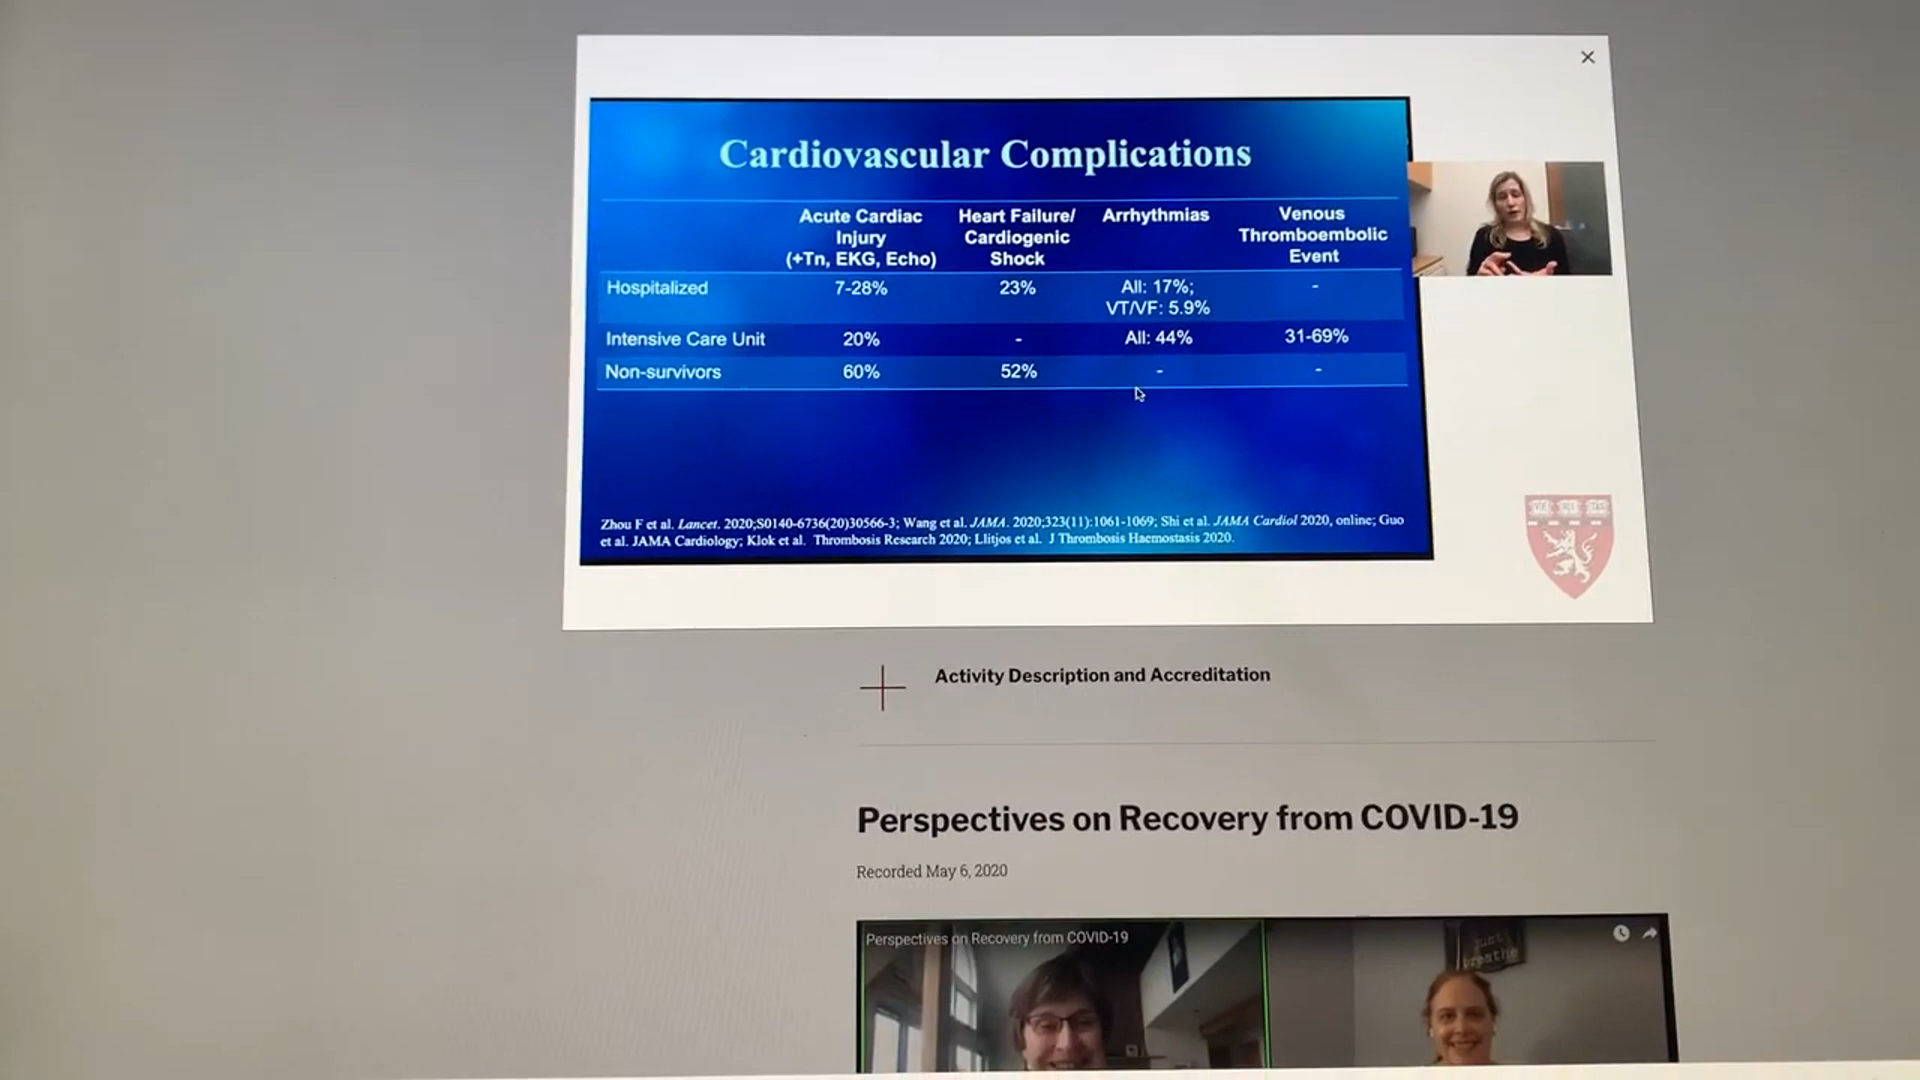 Cardiovascular Complications
Acute Cardiac Injury (+Tn, EKG, Echo)
Heart Failure/ Cardiogenic Shock
Arrhythmias
Venous Thromboembolic Event
Hospitalized 7-28% 23% All: 17%; VT/VF: 5.9% -
Intensive Care Unit 20% - All: 44% 31-69%
Non-survivors 60% 52% - -
Zhou F et al. Lancet. 2020;S0140-6736(20)30566-3; Wang et al. JAMA. 2020;323(11):1061-1069; Shi et al. JAMA Cardiol 2020, online; Guo
et al. JAMA Cardiology; Klok et al. Thrombosis Research 2020; Llitjos et al. J Thrombosis Haemostasis 2020.
Activity Description and Accreditation
Perspectives on Recovery from COVID-19
Recorded May 6, 2020
Perspectives on Recovery from COVID-19
just
breathe